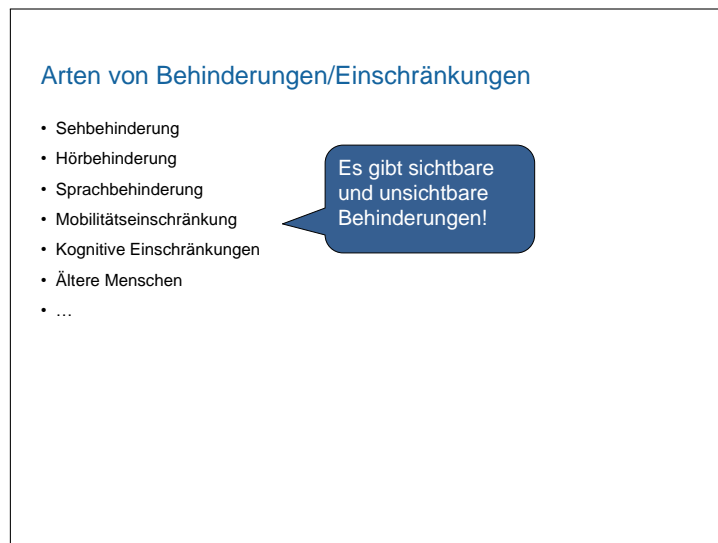 Arten von Behinderungen/Einschränkungen
• Sehbehinderung
• Hörbehinderung
• Sprachbehinderung
• Mobilitätseinschränkung
• Kognitive Einschränkungen
• Ältere Menschen
• …
Es gibt sichtbare
und unsichtbare
Behinderungen!